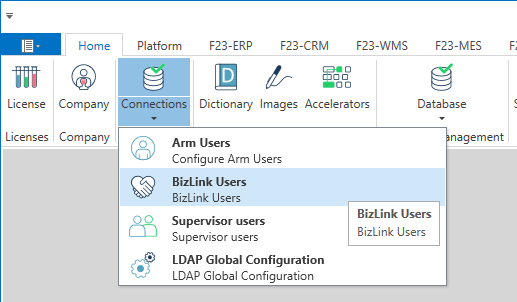 Home Platform F23-ERP F23-CRM F23-WMS F23-MES
License Company Connections Dictionary Images Accelerators Database
Licenses Company
Arm Users
Configure Arm Users
BizLink Users
BizLink Users
Supervisor users
Supervisor users
LDAP Global Configuration
LDAP Global Configuration
BizLink Users
BizLink Users